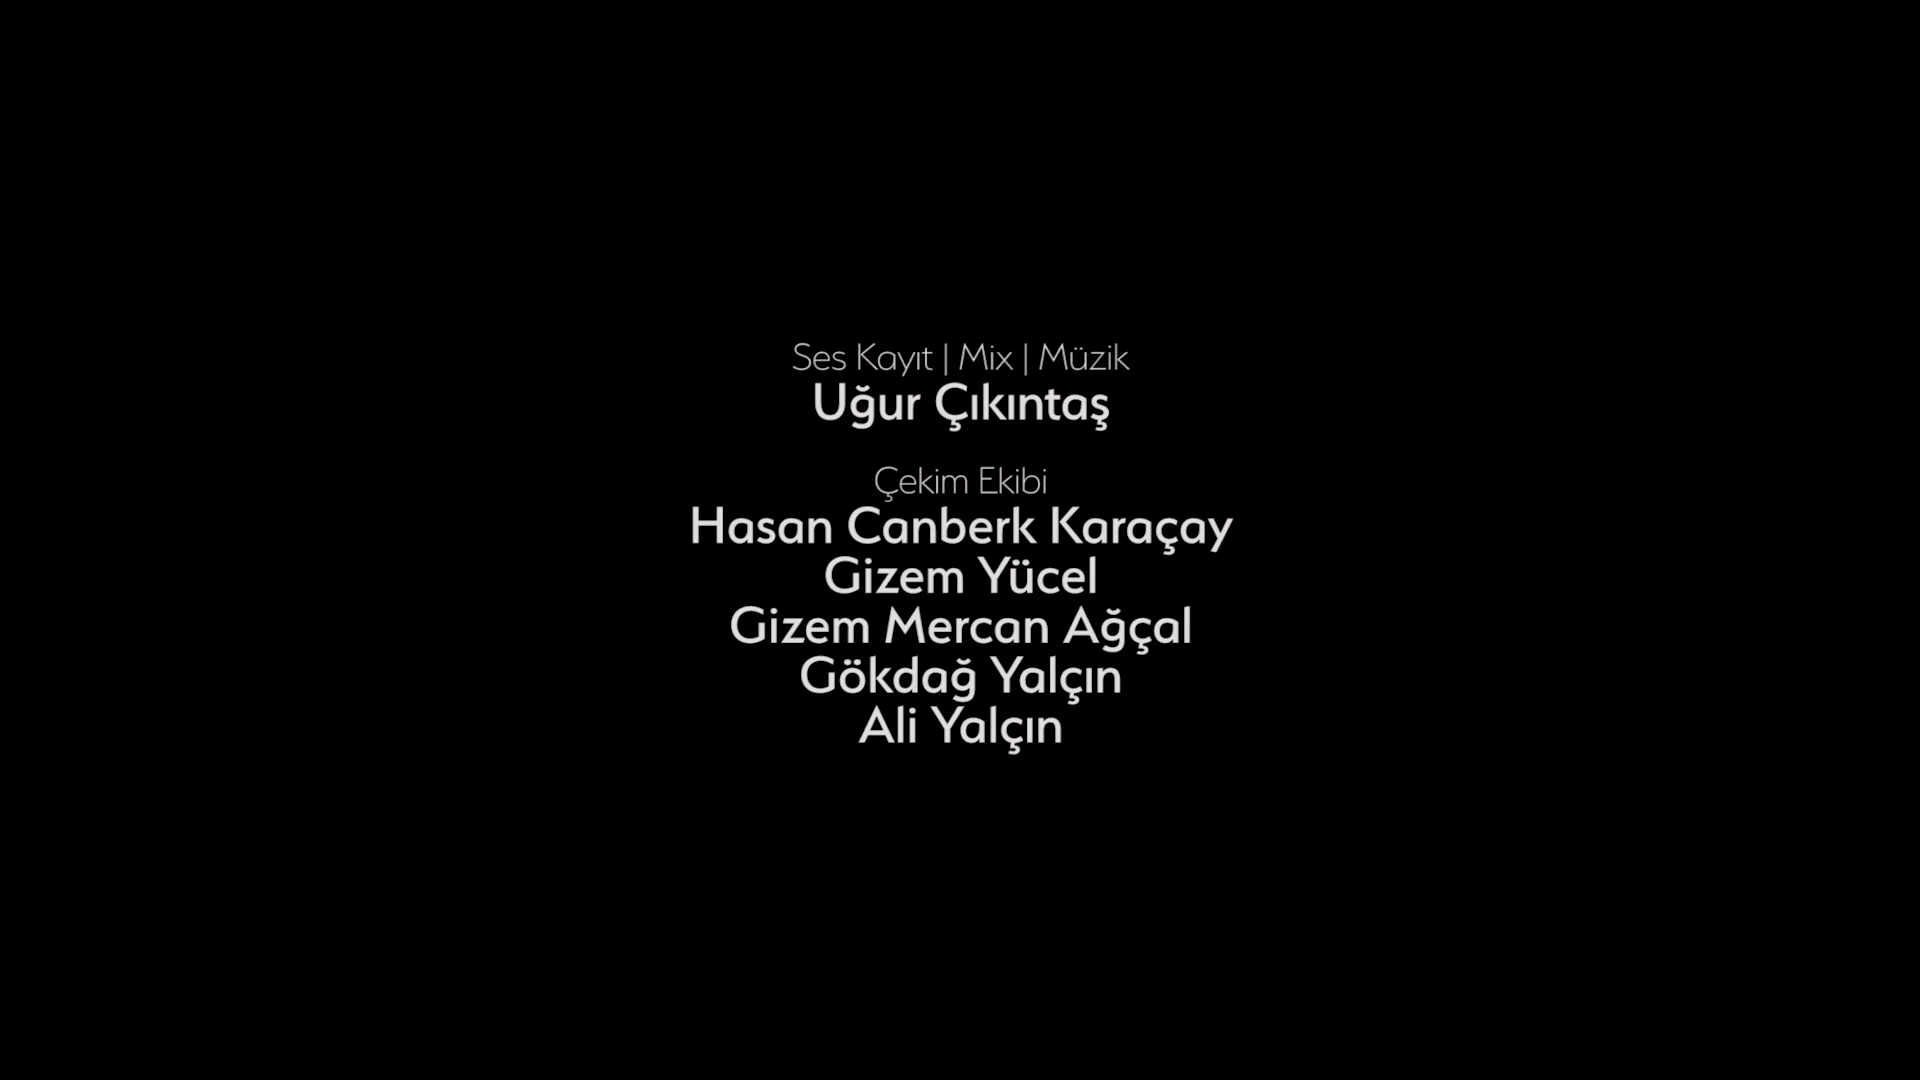 Ses Kayıt | Mix | Müzik
Uğur Çıkıntaş
Çekim Ekibi
Hasan Canberk Karaçay
Gizem Yücel
Gizem Mercan Ağçal
Gökdağ Yalçın
Ali Yalçın